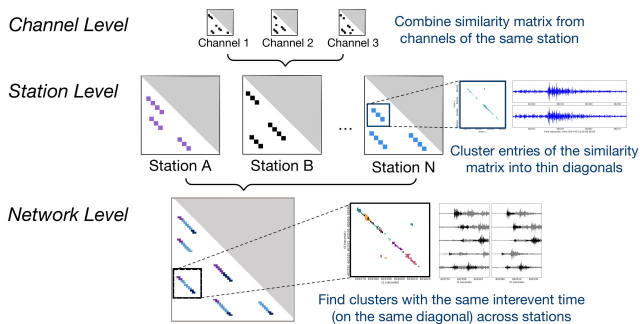 Channel Level
Channel 1 Channel 2 Channel 3
Combine similarity matrix from
channels of the same station
Station Level
...
Station A Station B Station N
Cluster entries of the similarity
matrix into thin diagonals
Network Level
Find clusters with the same interevent time
(on the same diagonal) across stations